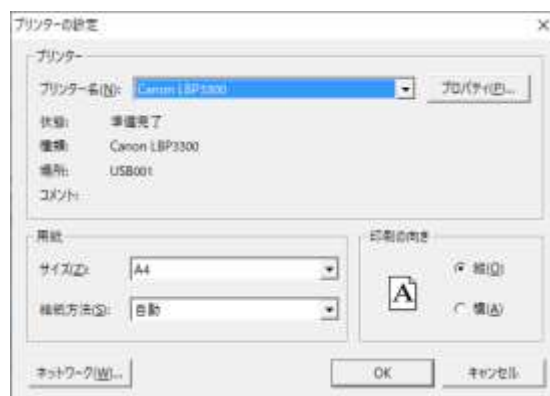 プリンターの設定
プリンター
プリンター名(N): Canon LBP3300 プロパティ(P)...
状態: 準備完了
種類: Canon LBP3300
場所: USB001
コメント:
用紙
サイズ(Z): A4
給紙方法(S): 自動
印刷の向き
A
縦(O)
横(A)
ネットワーク(W)...
OK
キャンセル